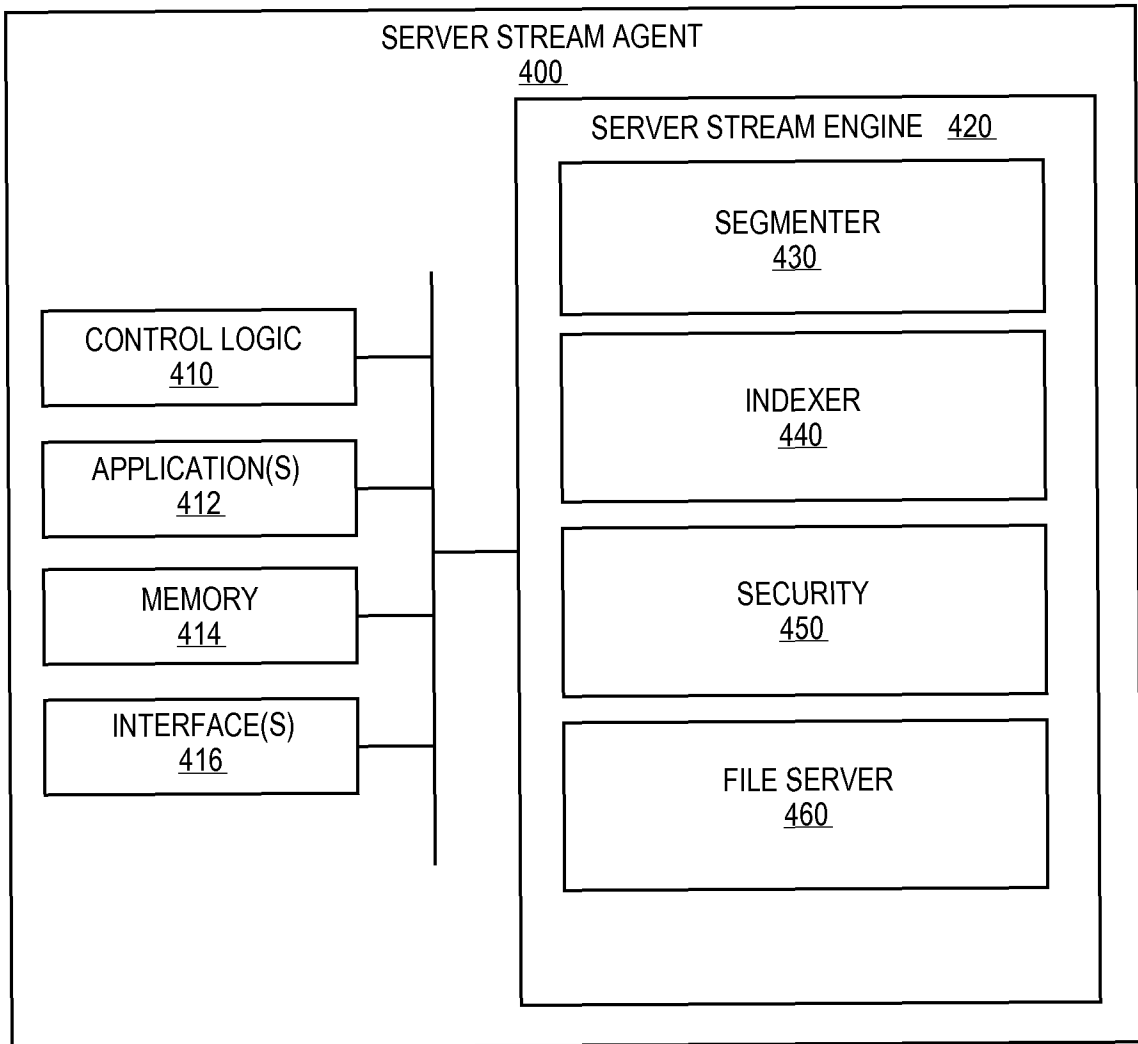 SERVER STREAM AGENT
400
SERVER STREAM ENGINE 420
SEGMENTER
430
INDEXER
440
SECURITY
450
FILE SERVER
460
CONTROL LOGIC
410
APPLICATION(S)
412
MEMORY
414
INTERFACE(S)
416